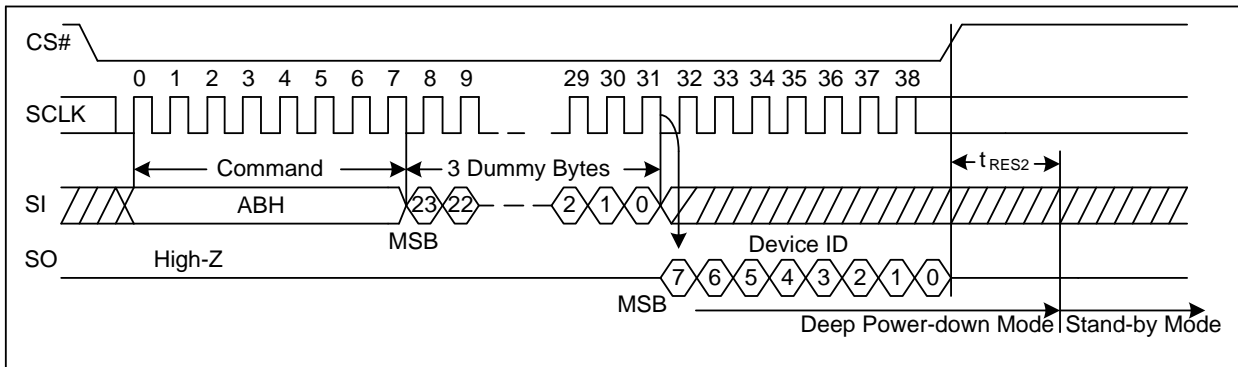 CS#
0 1 2 3 4 5 6 7 8 9 29 30 31 32 33 34 35 36 37 38
SCLK
Command 3 Dummy Bytes tRES2
SI ABH 23 22 2 1 0
MSB Device ID
SO High-Z
7 6 5 4 3 2 1 0
MSB
Deep Power-down Mode Stand-by Mode